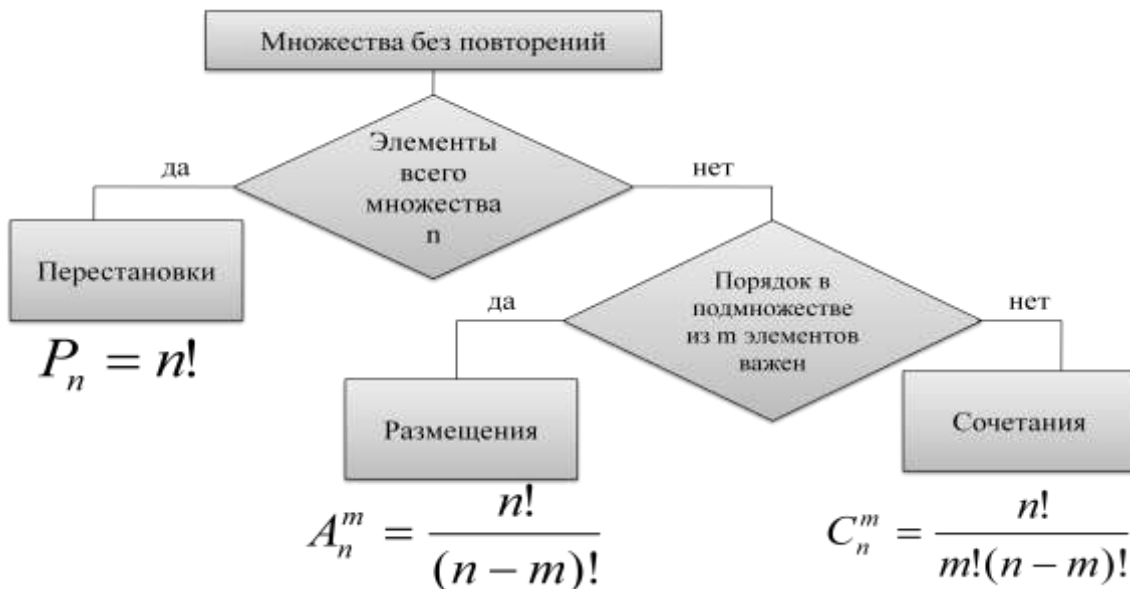 Множества без повторений
Элементы
всего
множества
n
да
нет
Перестановки
P_n = n!
Порядок в
подмножестве
из m элементов
важен
да
нет
Размещения
A_n^m = n! / (n − m)!
Сочетания
C_n^m = n! / m!(n − m)!